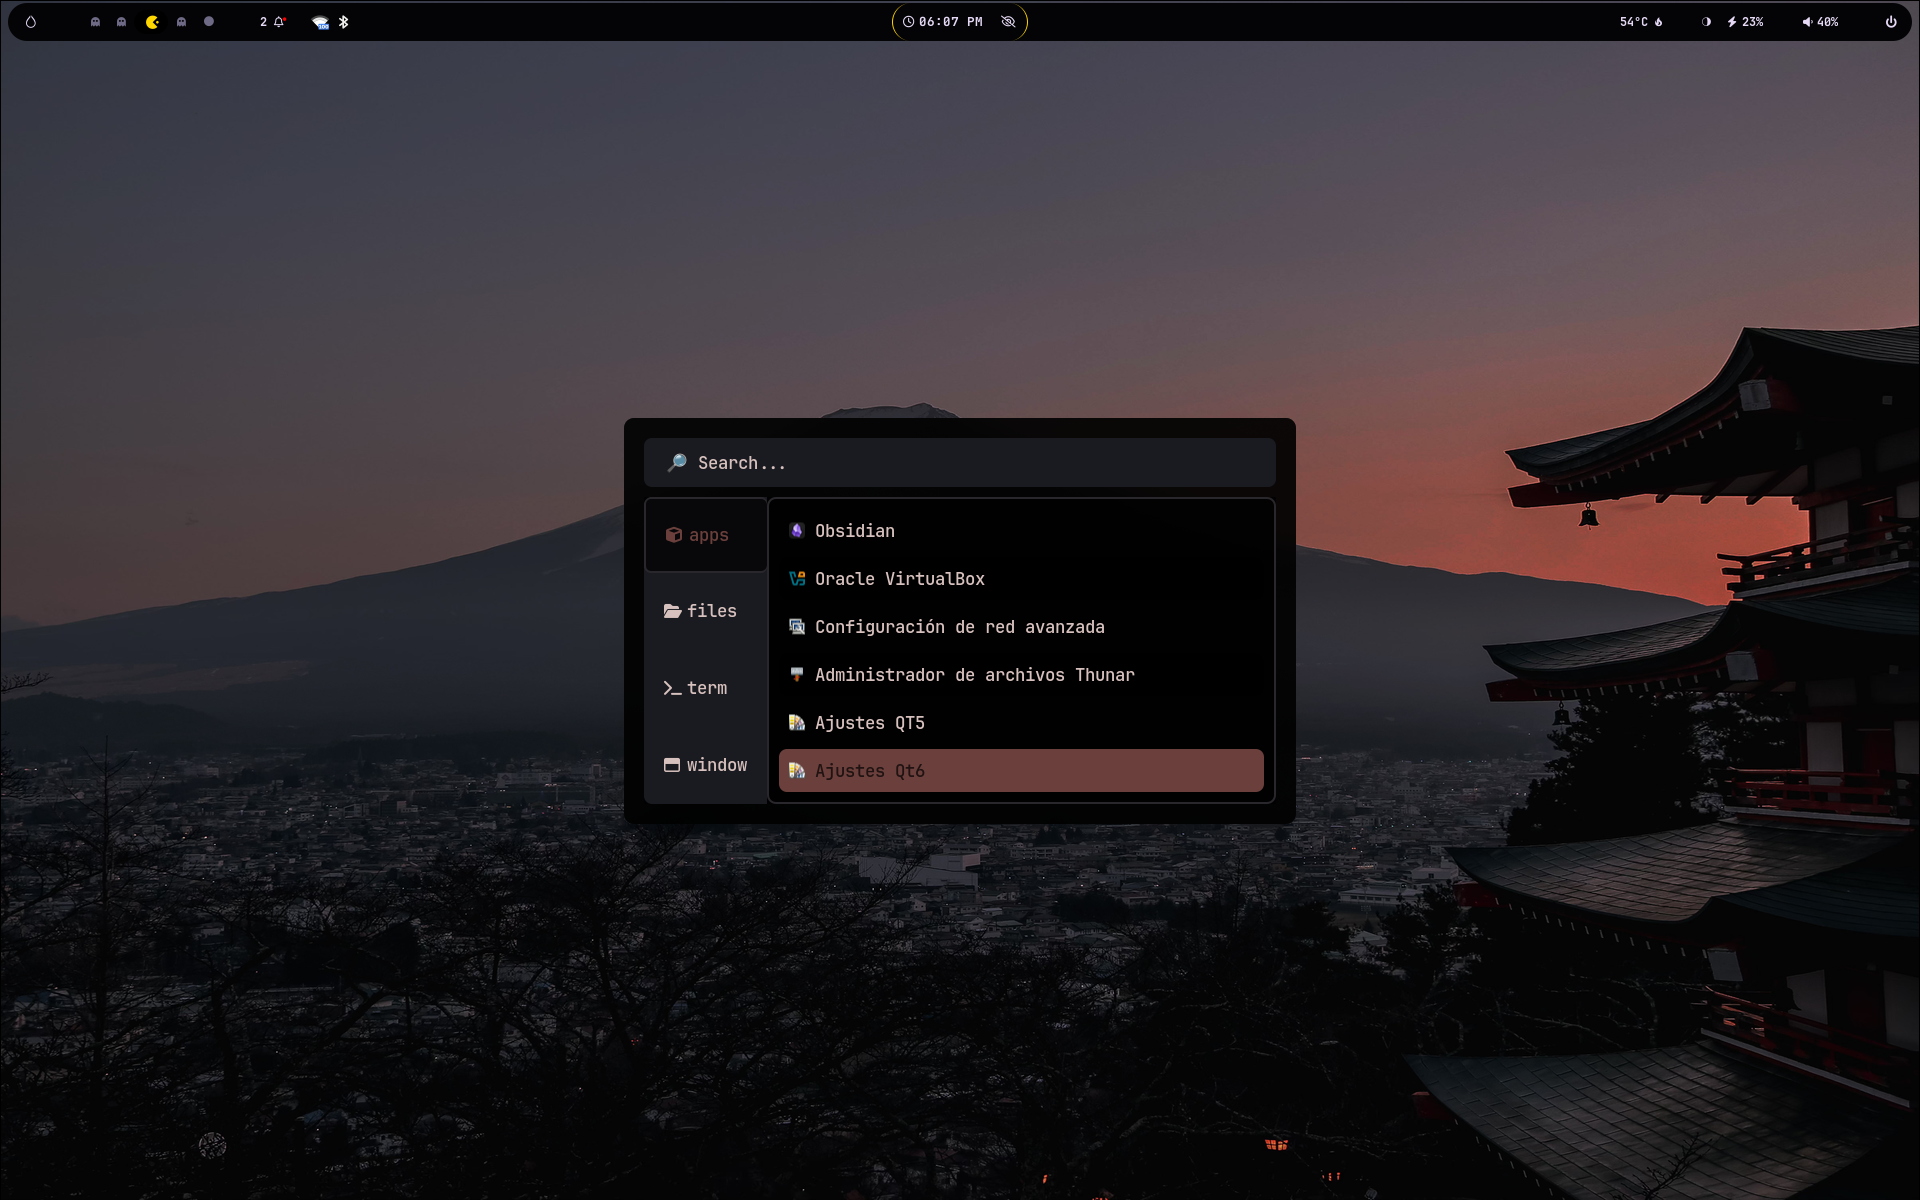 2
06:07 PM
54°C
23%
40%
Search...
apps
files
term
window
Obsidian
Oracle VirtualBox
Configuración de red avanzada
Administrador de archivos Thunar
Ajustes QT5
Ajustes Qt6